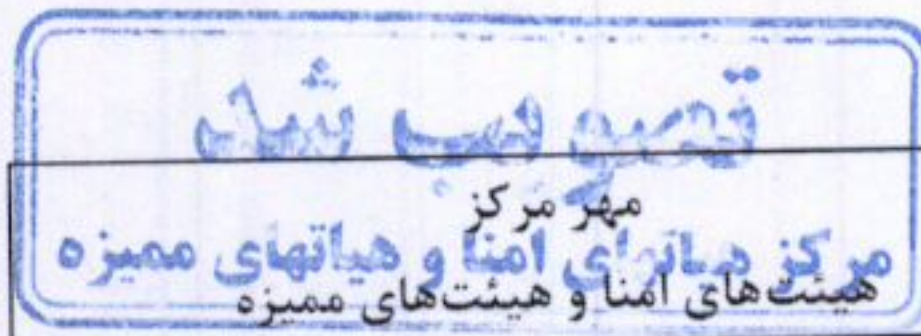 تصویب شد
مهر مرکز
مرکز هیاتهای امنا و هیاتهای ممیزه
هیئت‌های امنا و هیئت‌های ممیزه